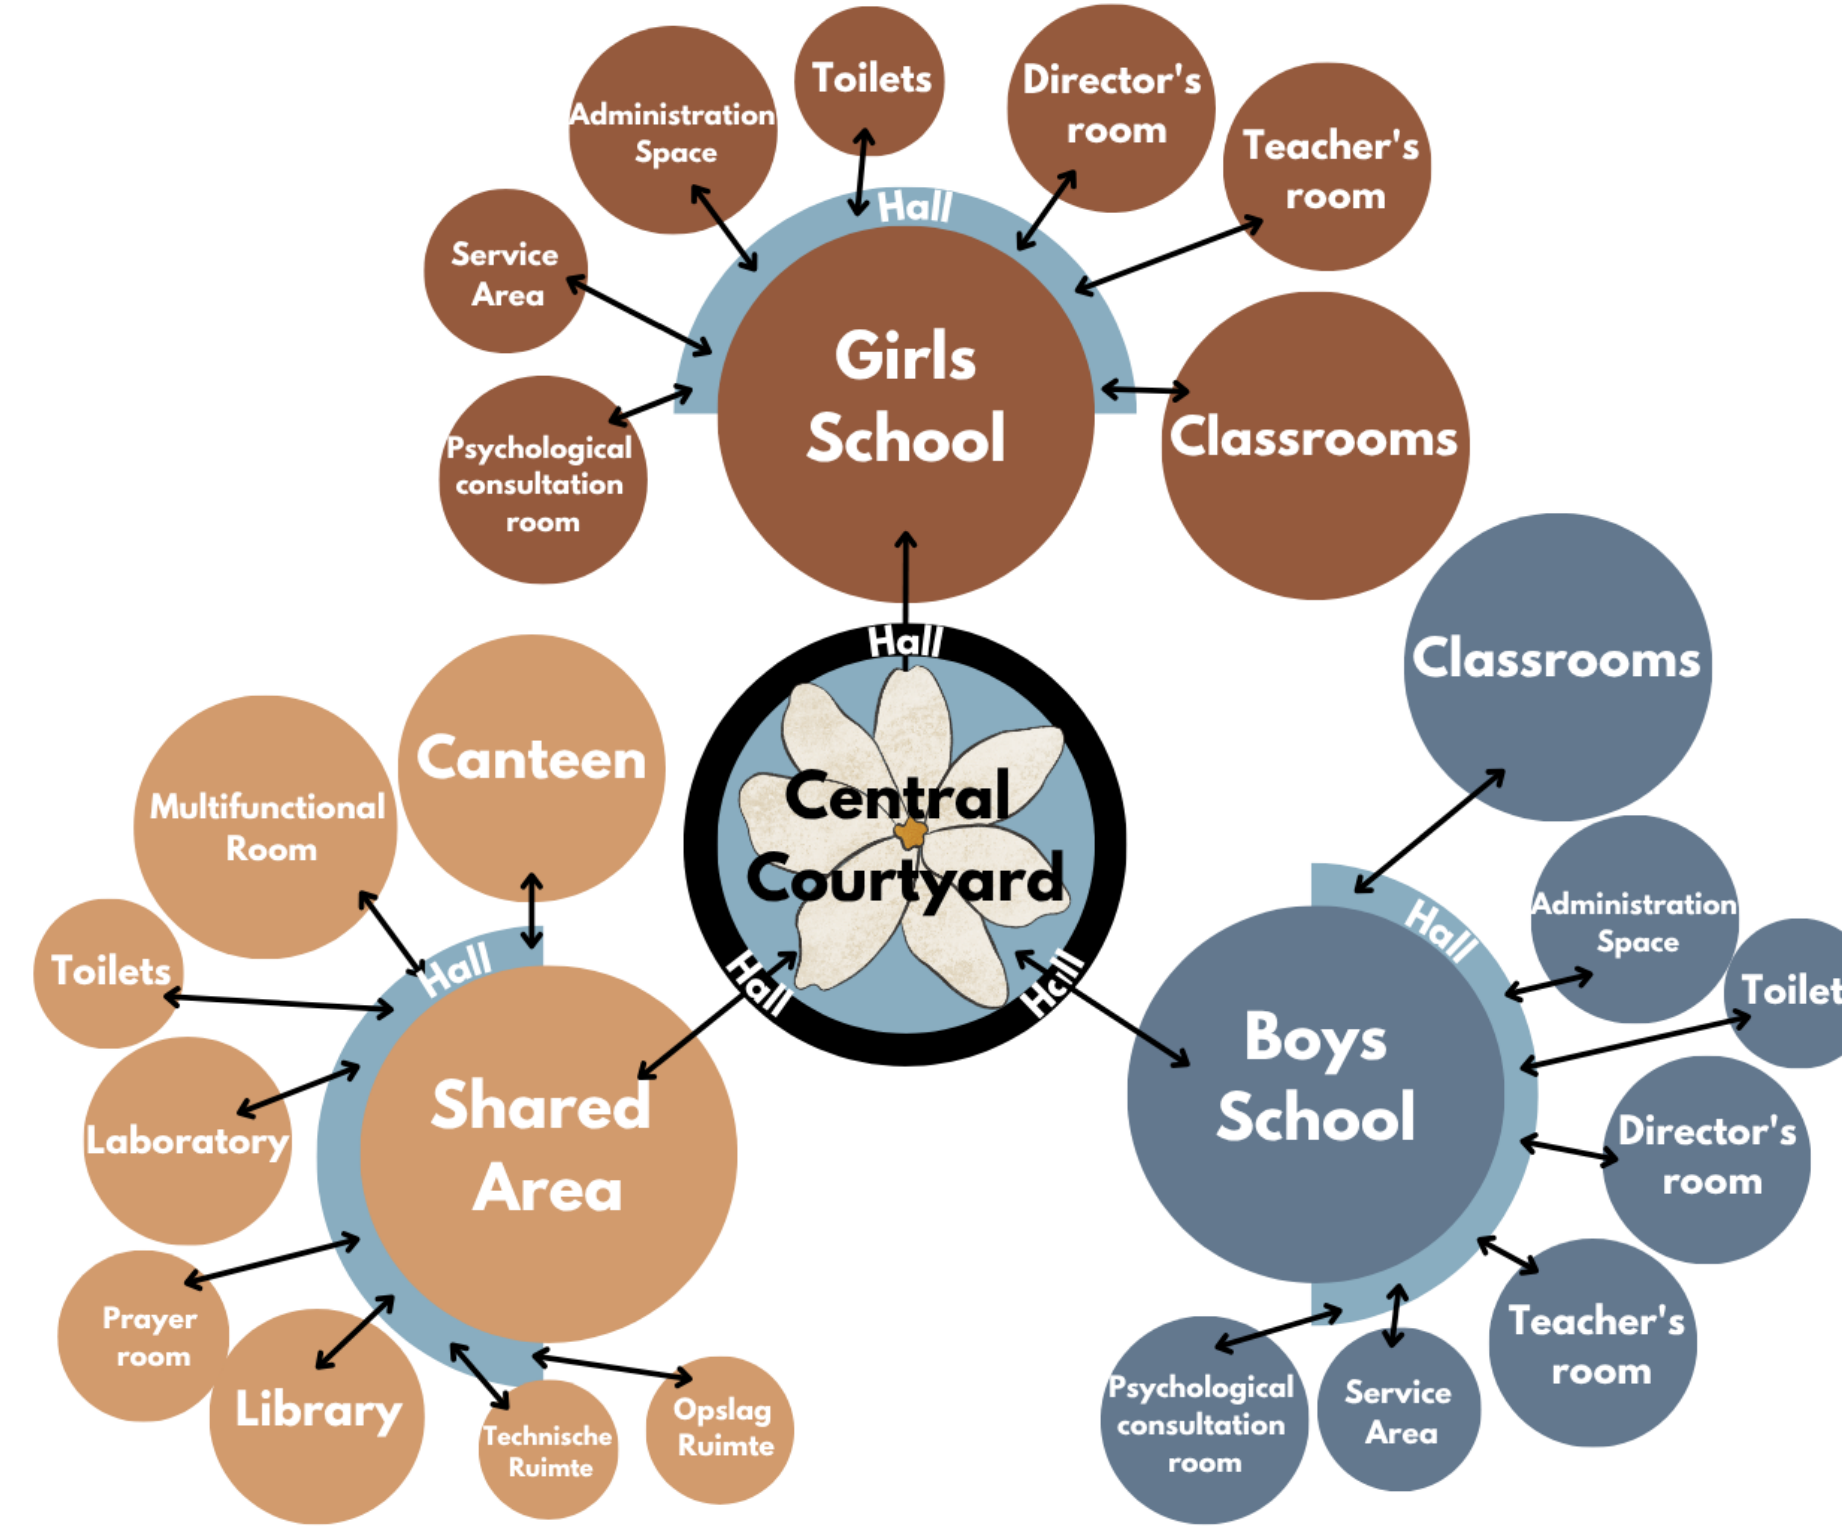 Toilets
Director's
room
Administration
Space
Teacher's
room
Hall
Service
Area
Girls
School
Classrooms
Psychological
consultation
room
Hall
Classrooms
Canteen
Multifunctional
Room
Central
Courtyard
Administration
Space
Hall
Toilets
Hall
Hall
Hall
Toilet
Boys
School
Shared
Area
Laboratory
Director's
room
Prayer
room
Library
Technische
Ruimte
Opslag
Ruimte
Teacher's
room
Psychological
consultation
room
Service
Area